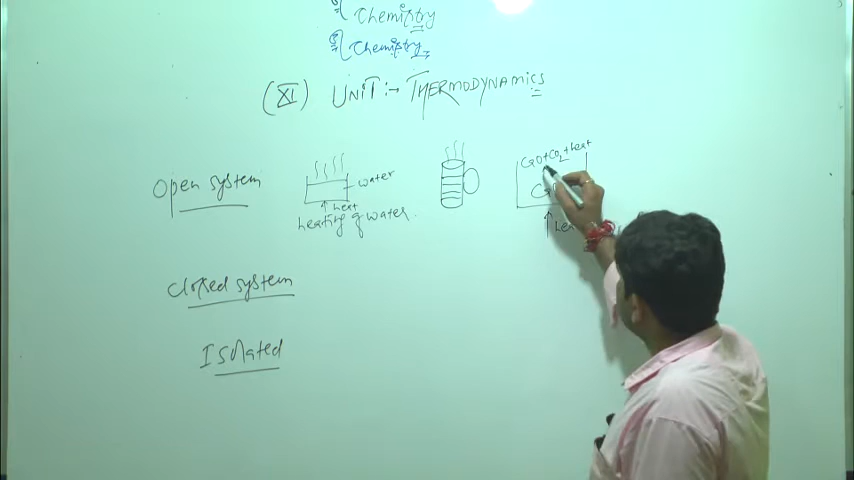 Chemistry
Chemistry
(XI) UNIT:- THERMODYNAMICS
Open system
water
↑ heat
heating of water.
CaO+CO2+heat
↑
Closed system
Isolated